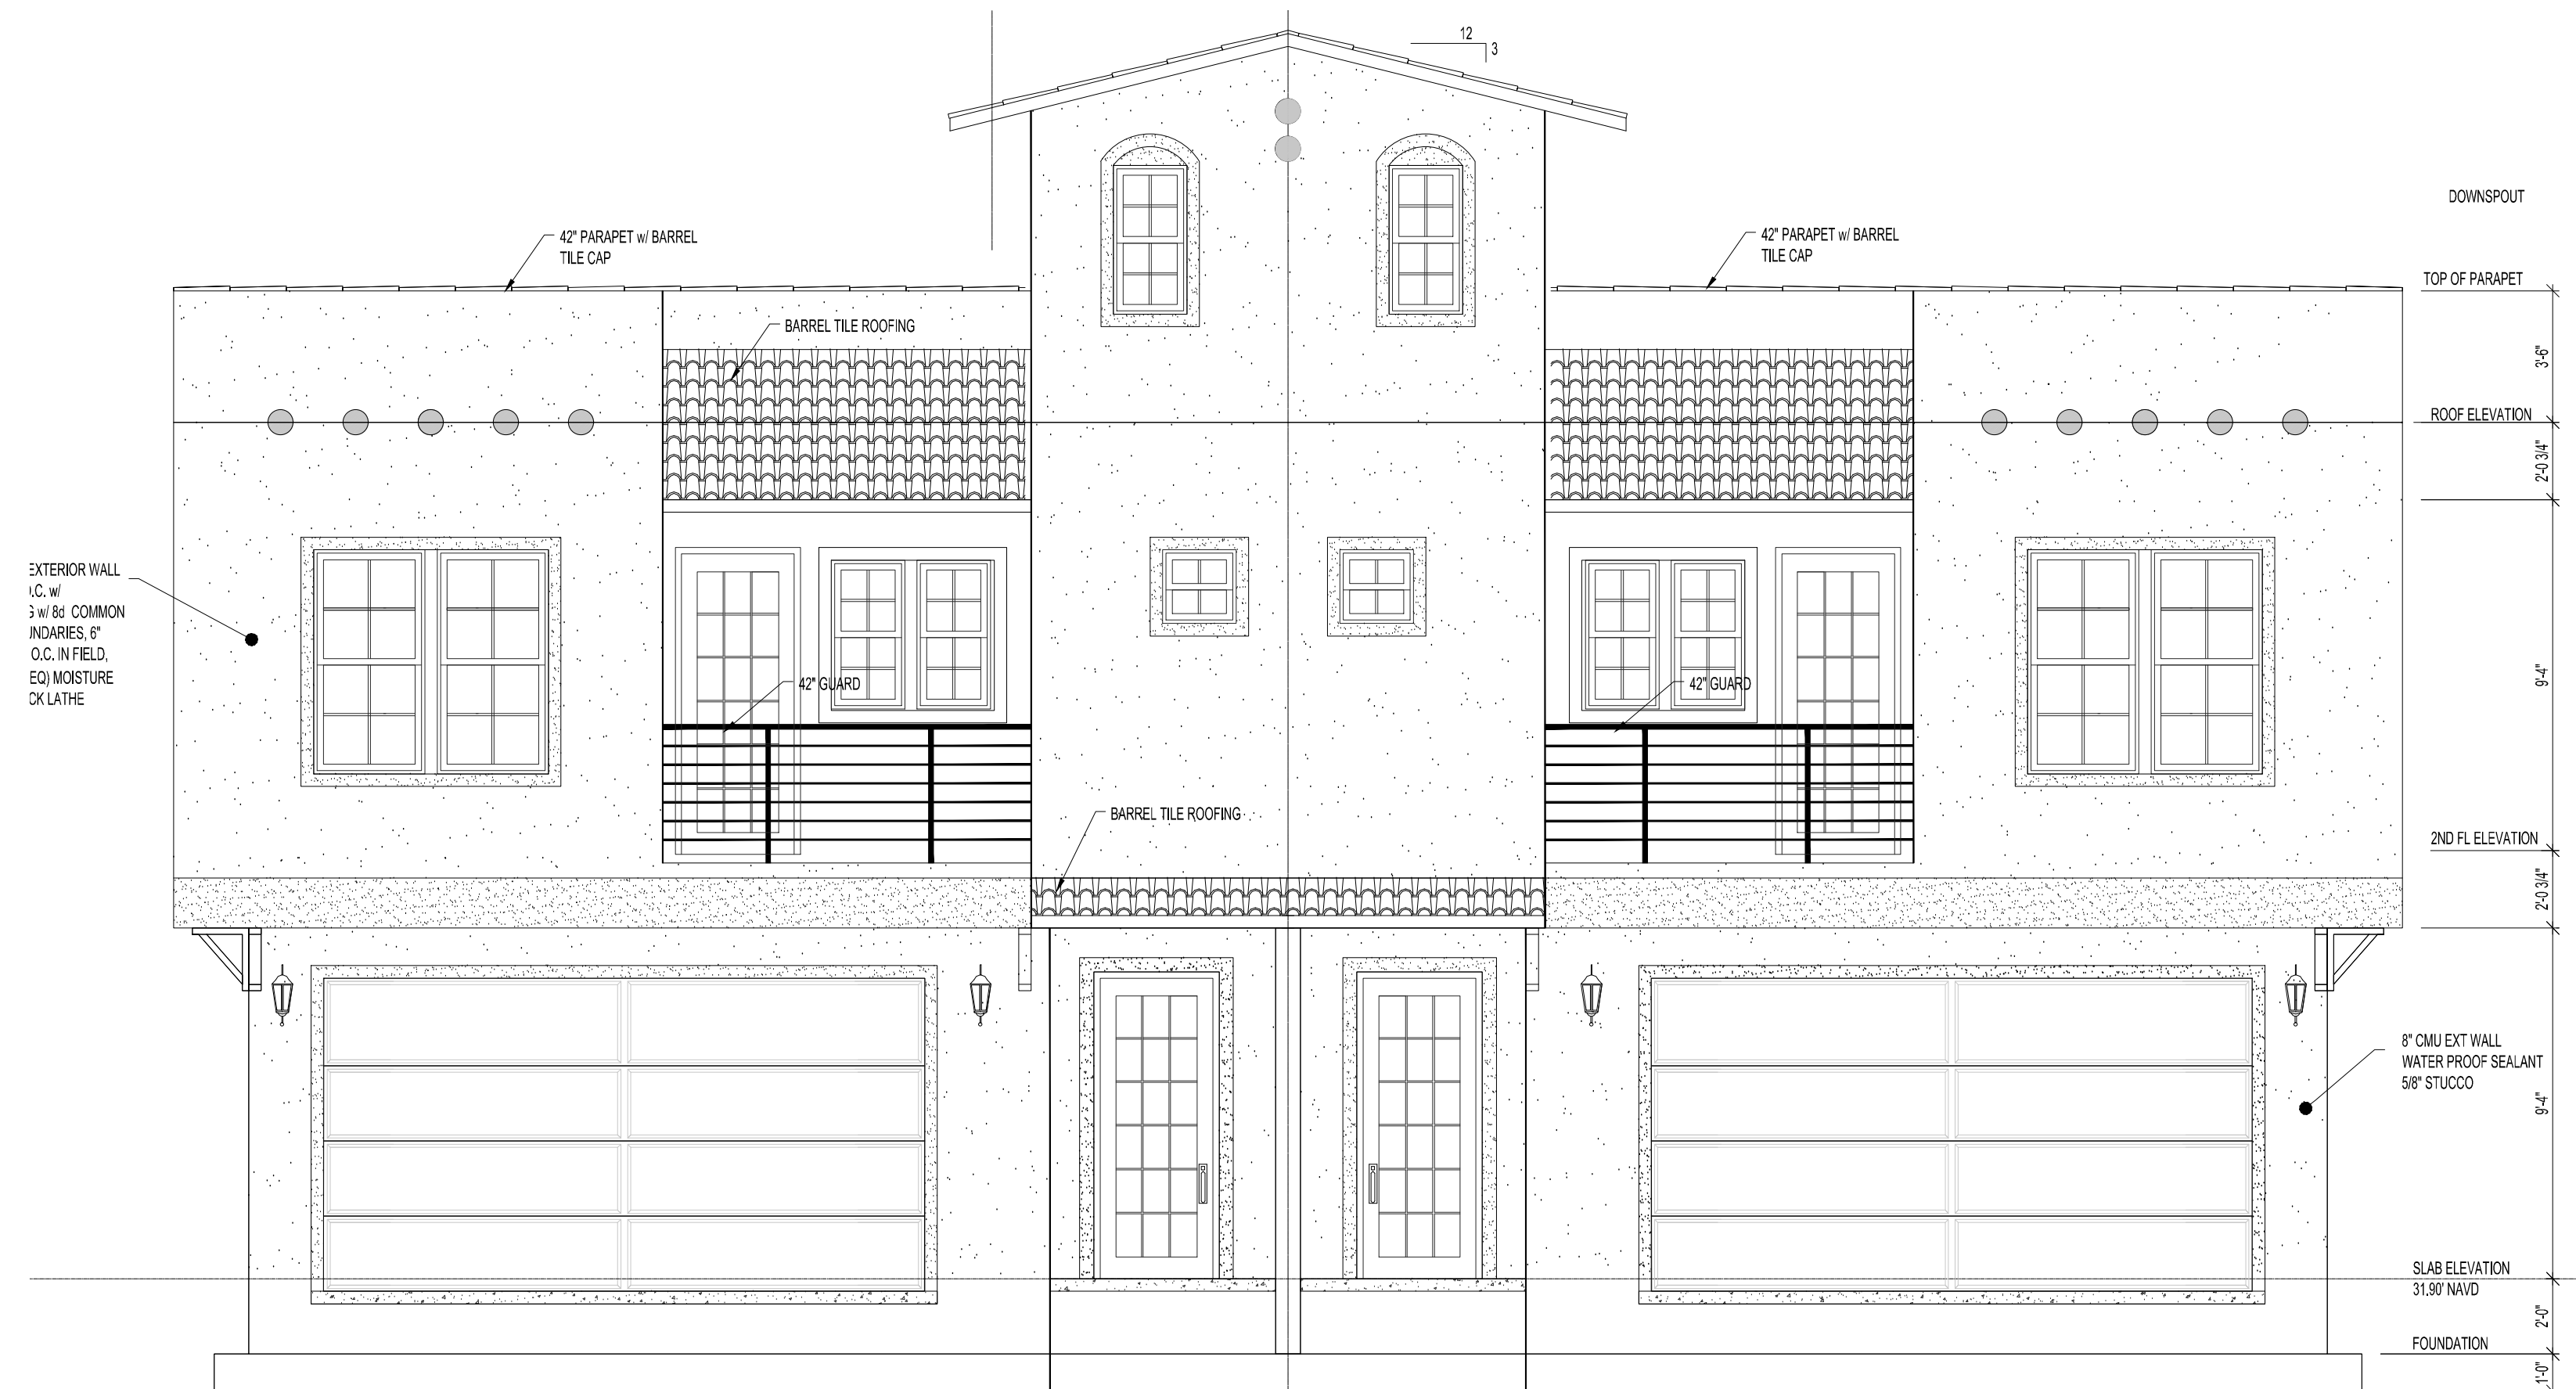 12
3
DOWNSPOUT
42" PARAPET w/ BARREL
TILE CAP
42" PARAPET w/ BARREL
TILE CAP
TOP OF PARAPET
BARREL TILE ROOFING
3'-6"
ROOF ELEVATION
2'-0 3/4"
EXTERIOR WALL
.C. w/
w/ 8d COMMON
UNDARIES, 6"
O.C. IN FIELD,
EQ) MOISTURE
CK LATHE
42" GUARD
42" GUARD
9'-4"
BARREL TILE ROOFING
2ND FL ELEVATION
2'-0 3/4"
8" CMU EXT WALL
WATER PROOF SEALANT
5/8" STUCCO
9'-4"
SLAB ELEVATION
31.90' NAVD
2'-0"
FOUNDATION
1'-0"